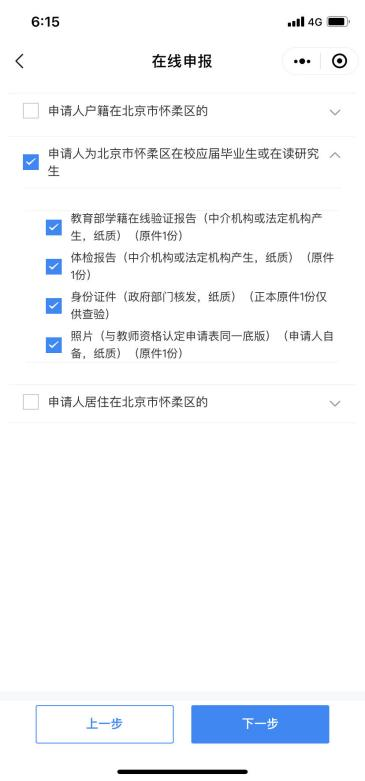 6:15
4G
在线申报
申请人户籍在北京市怀柔区的
申请人为北京市怀柔区在校应届毕业生或在读研究
生
教育部学籍在线验证报告（中介机构或法定机构产
生，纸质）（原件1份）
体检报告（中介机构或法定机构产生，纸质）（原件
1份）
身份证件（政府部门核发，纸质）（正本原件1份仅
供查验）
照片（与教师资格认定申请表同一底版）（申请人自
备，纸质）（原件1份）
申请人居住在北京市怀柔区的
上一步
下一步